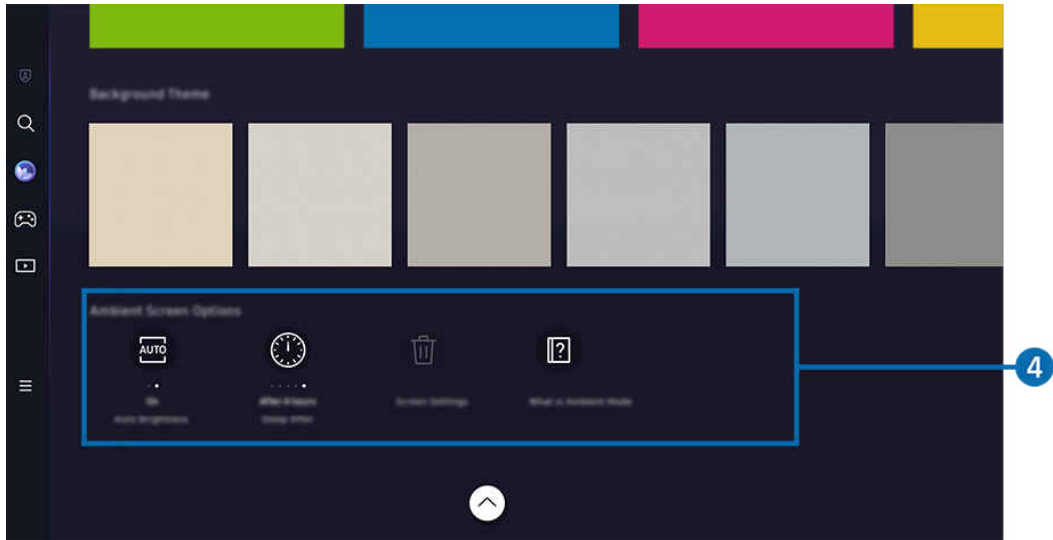 Background Theme
Ambient Screen Options
AUTO
?
4
On
After 8 hours
Screen Settings
What is Ambient Mode
Auto Brightness
Sleep After